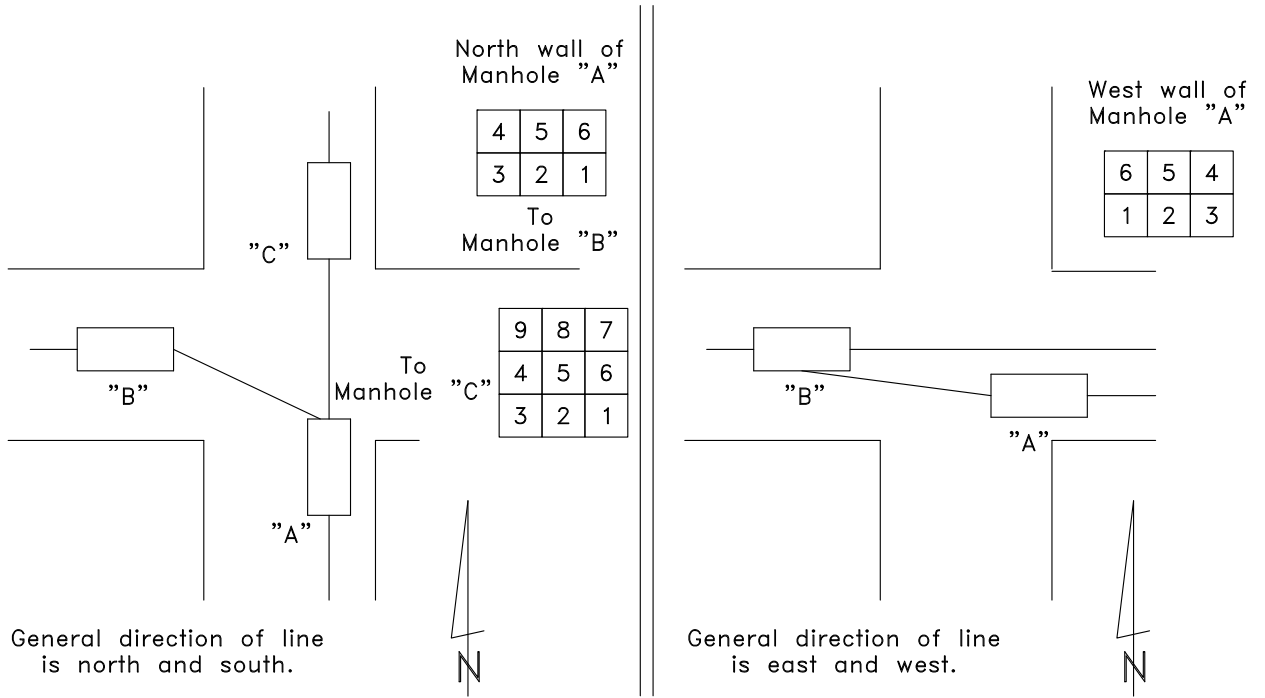 North wall of
Manhole ”A”
4 5 6
3 2 1
To
Manhole ”B”
”C”
9 8 7
4 5 6
3 2 1
To
Manhole ”C”
”B”
”A”
N
General direction of line
is north and south.
West wall of
Manhole ”A”
6 5 4
1 2 3
”B”
”A”
N
General direction of line
is east and west.